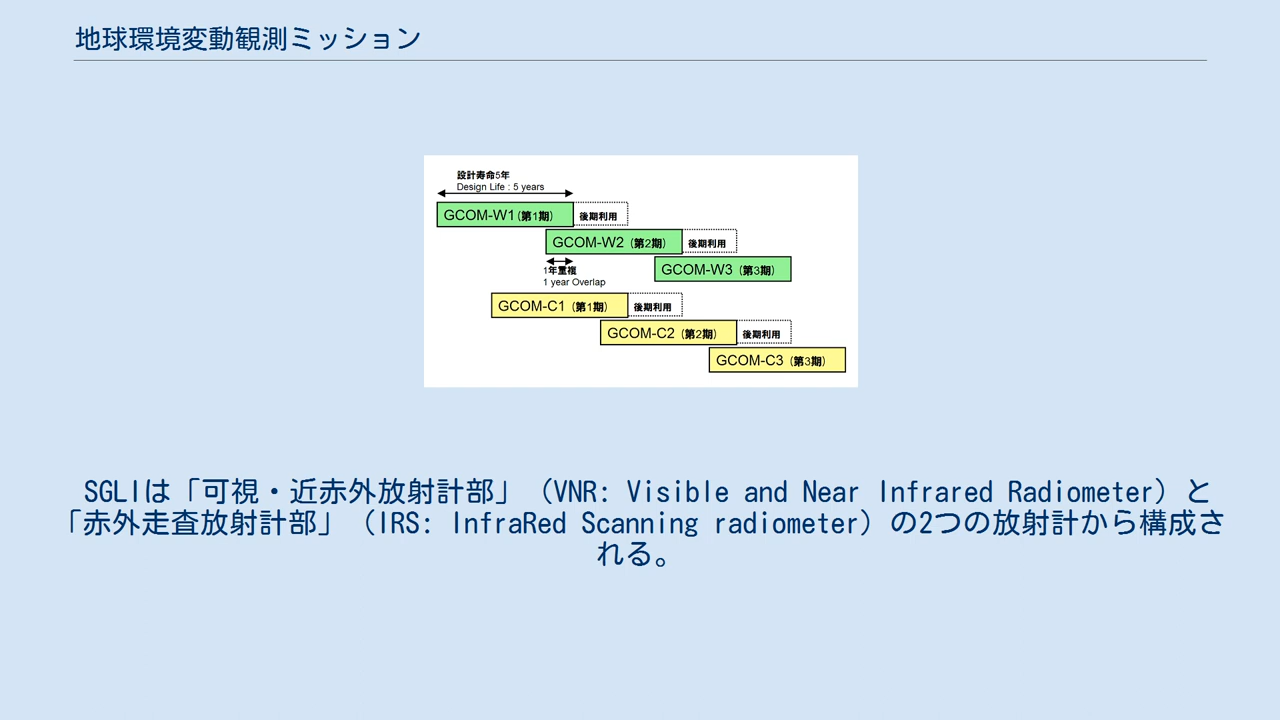 地球環境変動観測ミッション
設計寿命5年
Design Life : 5 years
GCOM-W1 (第1期)
後期利用
GCOM-W2 (第2期)
後期利用
GCOM-W3 (第3期)
1年重複
1 year Overlap
GCOM-C1 (第1期)
後期利用
GCOM-C2 (第2期)
後期利用
GCOM-C3 (第3期)
SGLIは「可視・近赤外放射計部」（VNR: Visible and Near Infrared Radiometer）と
「赤外走査放射計部」（IRS: InfraRed Scanning radiometer）の2つの放射計から構成さ
れる。